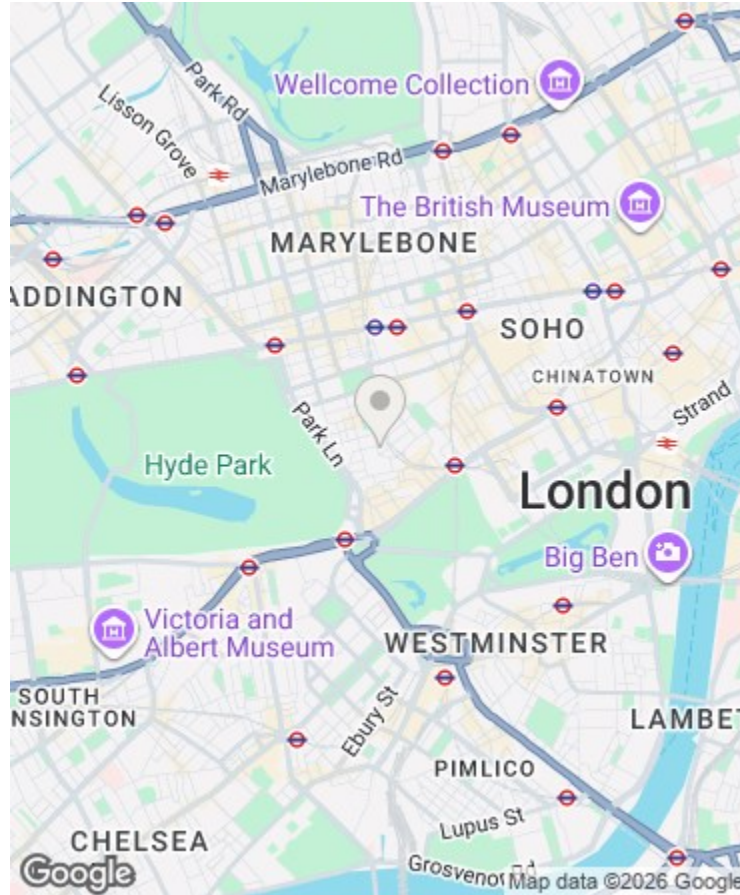 Park Rd
Wellcome Collection
Lisson Grove
Marylebone Rd
The British Museum
MARYLEBONE
ADDINGTON
SOHO
CHINATOWN
Strand
Park Ln
Hyde Park
London
Big Ben
Victoria and
Albert Museum
WESTMINSTER
SOUTH
NSINGTON
Ebury St
LAMBET
PIMLICO
Lupus St
CHELSEA
Grosvenor Rd
Google
Map data ©2026 Google